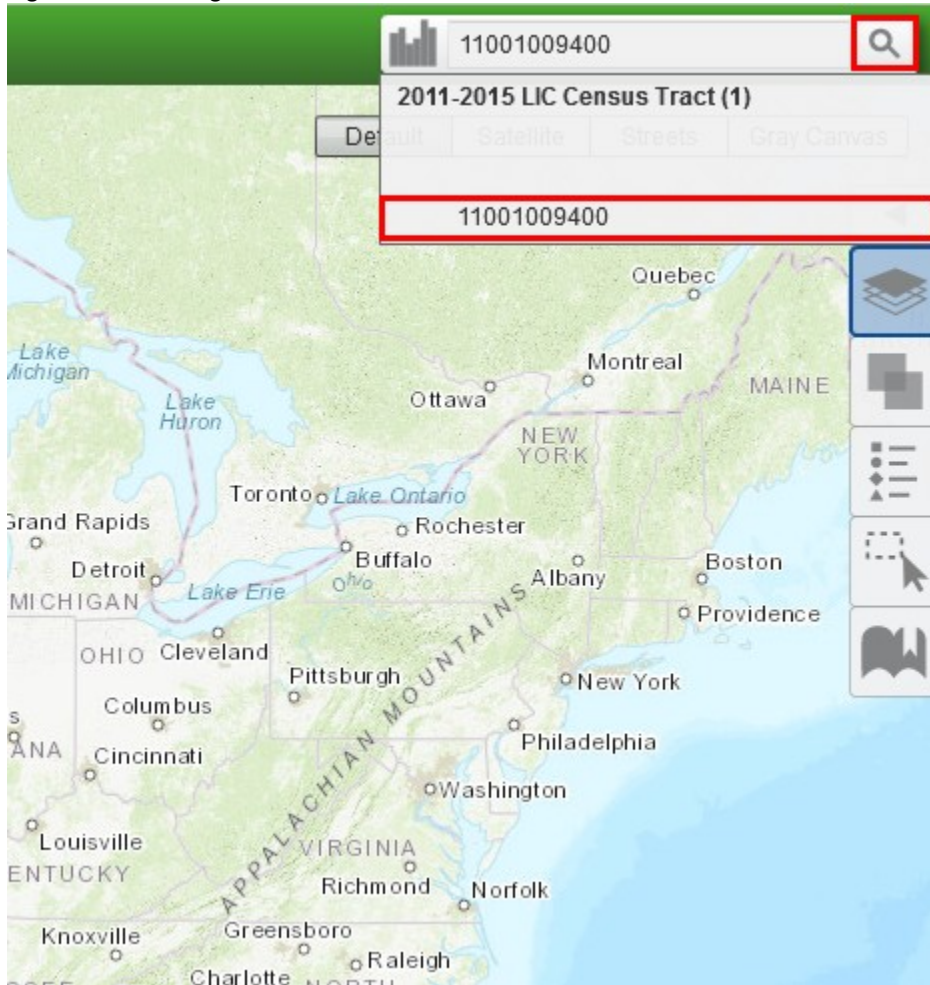 11001009400
2011-2015 LIC Census Tract (1)
Default Satellite Streets Gray Canvas
11001009400
Quebec
Lake
Michigan
Montreal
MAINE
Lake
Huron
Ottawa
NEW
YORK
Toronto
Lake Ontario
Grand Rapids
Rochester
Buffalo
Detroit
Albany
Boston
MICHIGAN
Lake Erie
Ohio
Providence
OHIO
Cleveland
APPALACHIAN MOUNTAINS
Pittsburgh
New York
Columbus
s
ANA
Philadelphia
Cincinnati
Washington
Louisville
VIRGINIA
ENTUCKY
Richmond
Norfolk
Knoxville
Greensboro
Raleigh
Charlotte